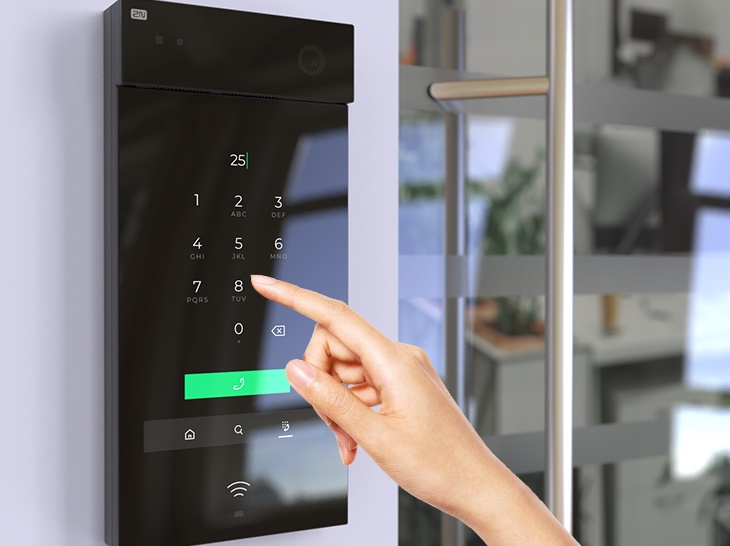 2N
25
1 2 3
ABC DEF
4 5 6
GHI JKL MNO
7 8
PQRS TUV
0